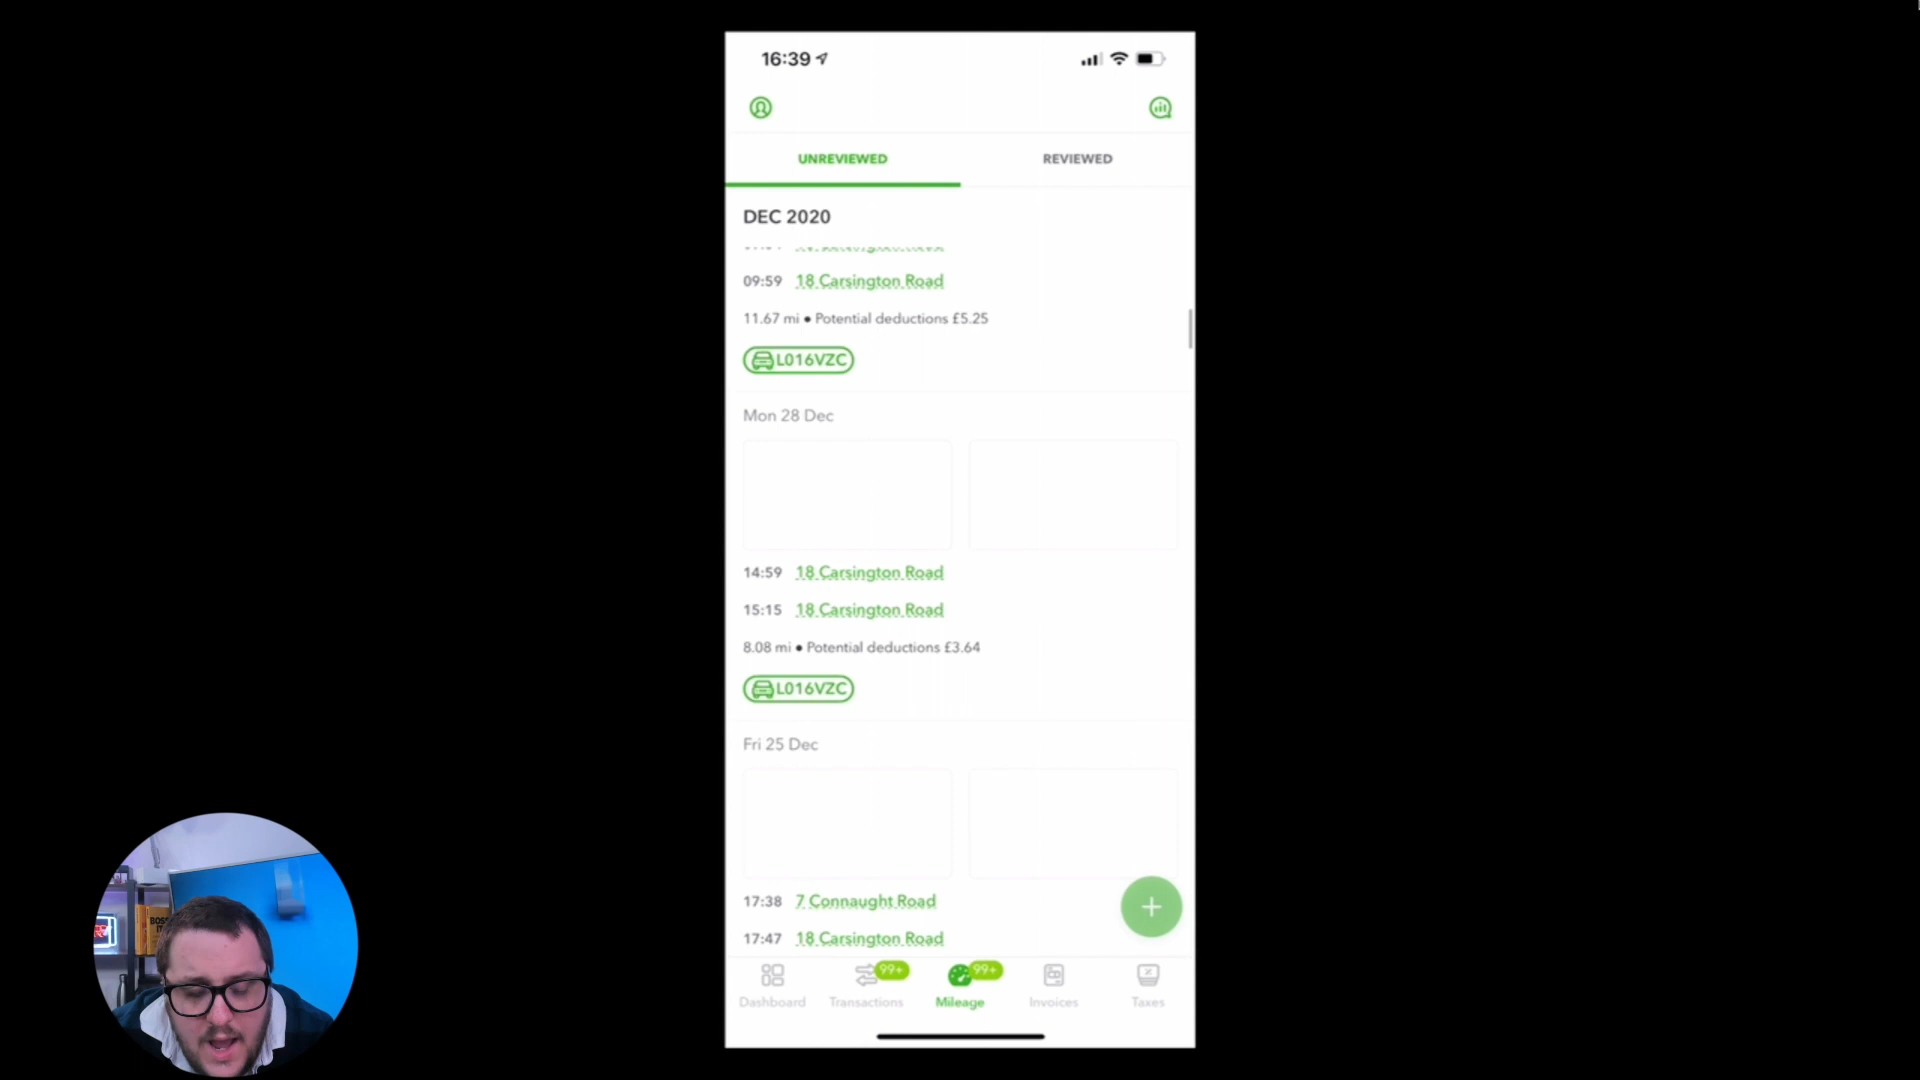 16:39
UNREVIEWED REVIEWED
DEC 2020
09:59 18 Carsington Road
11.67 mi ● Potential deductions £5.25
L016VZC
Mon 28 Dec
14:59 18 Carsington Road
15:15 18 Carsington Road
8.08 mi ● Potential deductions £3.64
L016VZC
Fri 25 Dec
17:38 7 Connaught Road
17:47 18 Carsington Road
99+ 99+
Dashboard Transactions Mileage Invoices Taxes